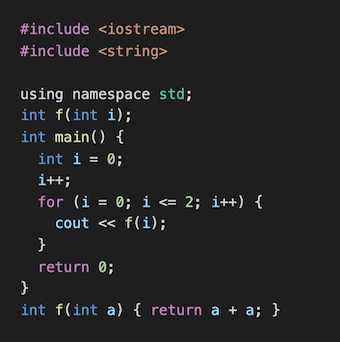 #include <iostream>
#include <string>

using namespace std;
int f(int i);
int main() {
  int i = 0;
  i++;
  for (i = 0; i <= 2; i++) {
    cout << f(i);
  }
  return 0;
}
int f(int a) { return a + a; }